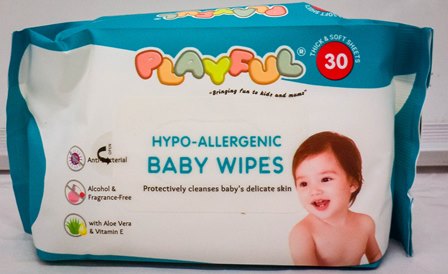 PLAYFUL®
"Bringing fun to kids and moms"
THICK & SOFT SHEETS
30
HYPO-ALLERGENIC
BABY WIPES
Protectively cleanses baby's delicate skin
Alcohol &
Fragrance-Free
with Aloe Vera
& Vitamin E